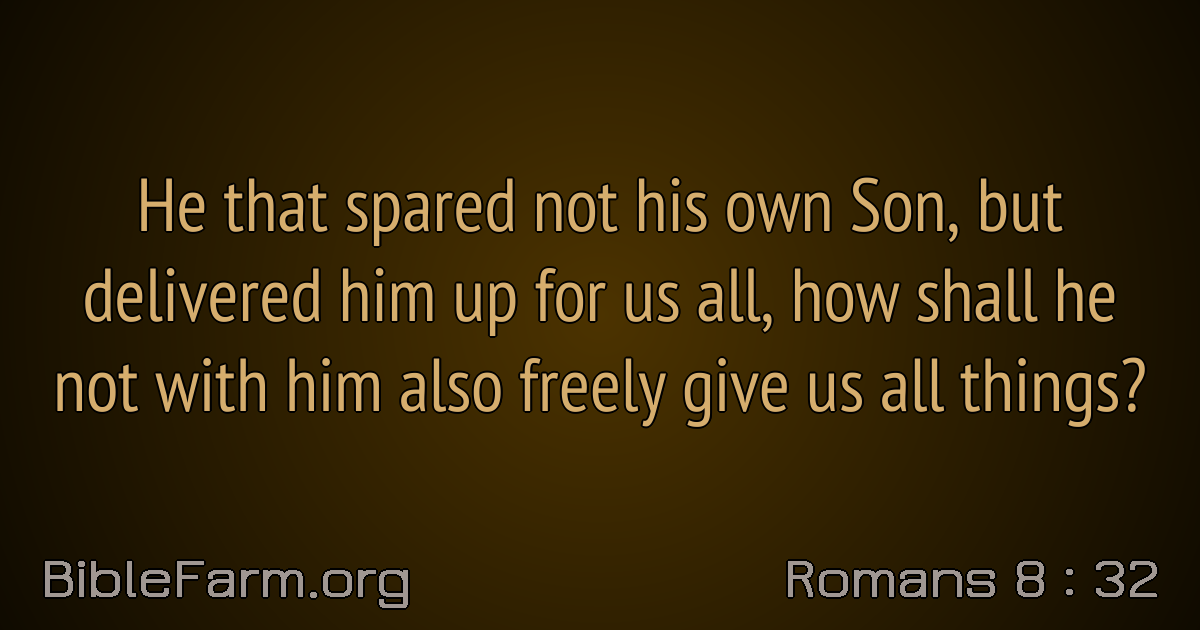 He that spared not his own Son, but
delivered him up for us all, how shall he
not with him also freely give us all things?
BibleFarm.org
Romans 8 : 32